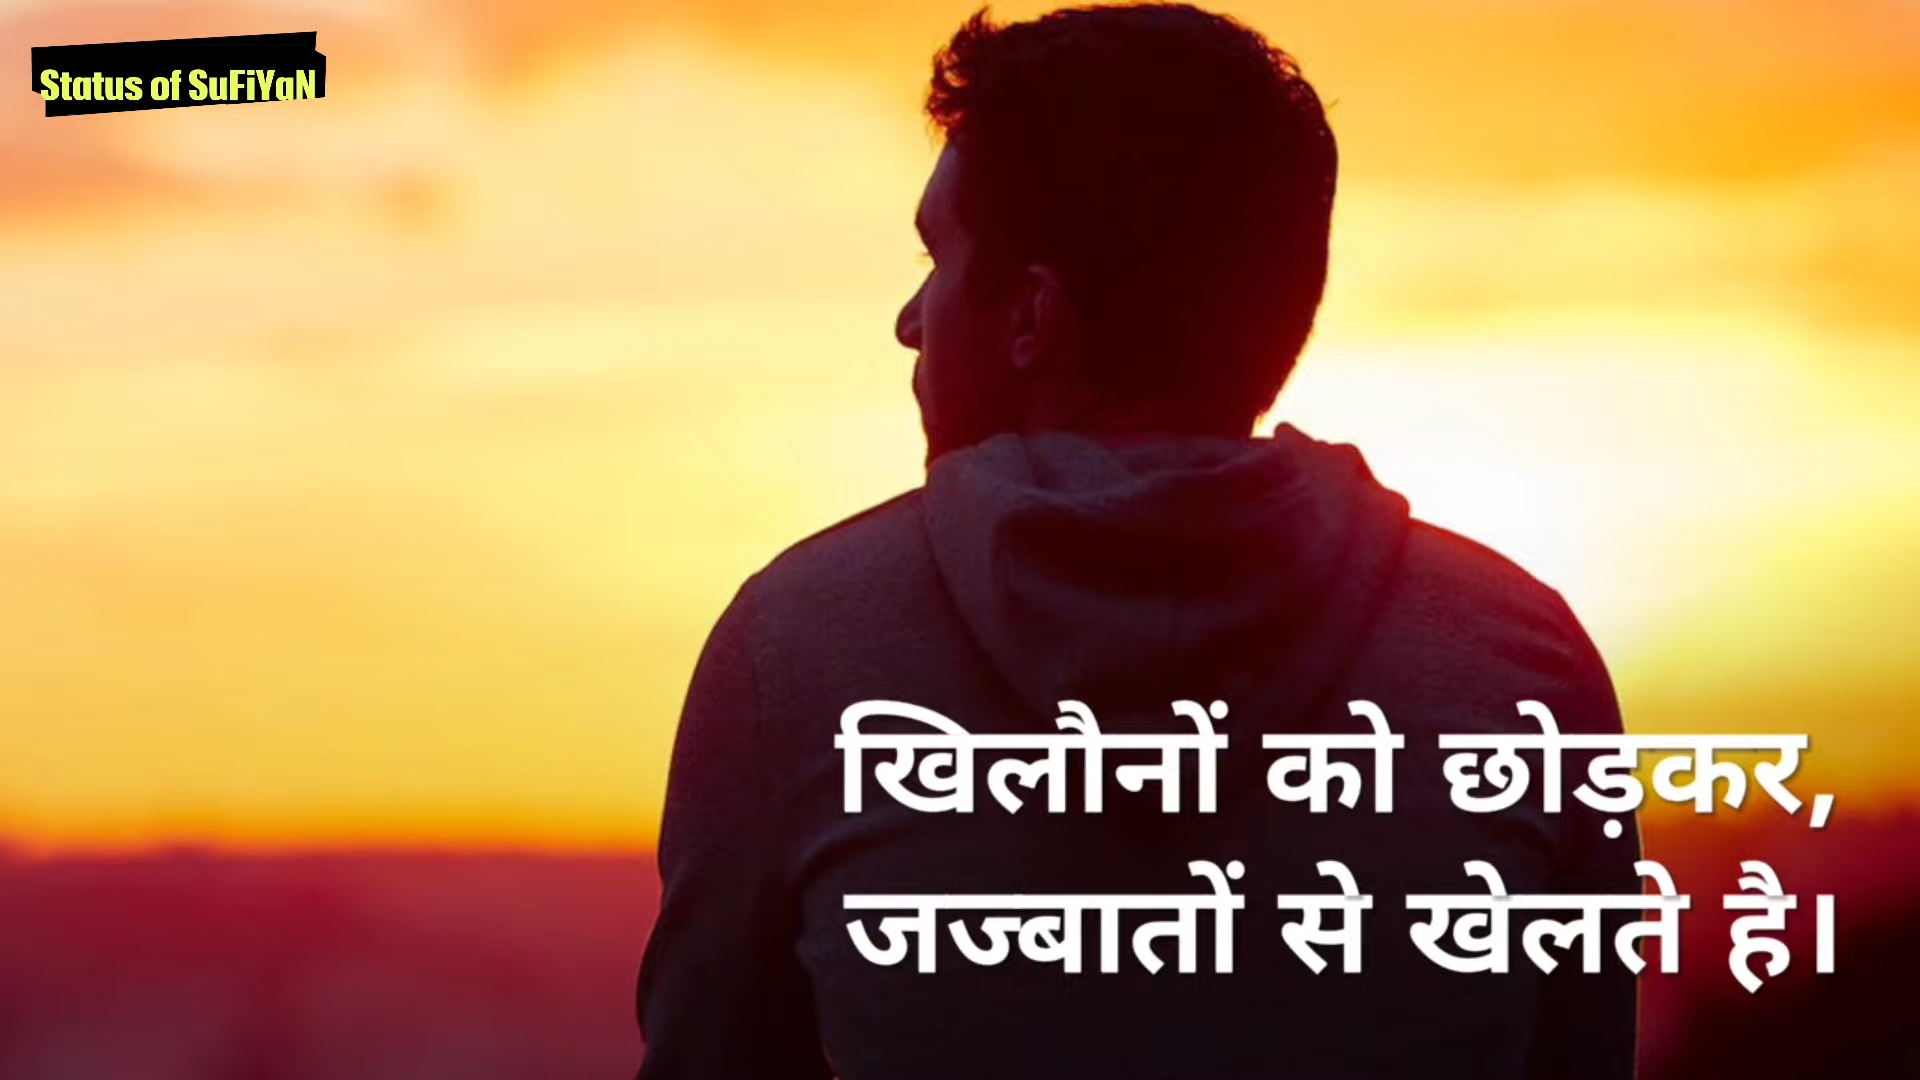 Status of SuFiYaN
खिलौनों को छोड़कर,
जज्बातों से खेलते है।